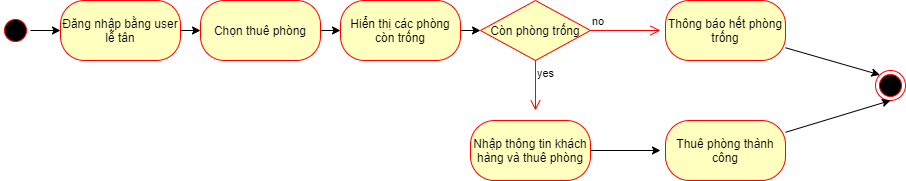 Đăng nhập bằng user
lễ tân
Chọn thuê phòng
Hiển thị các phòng
còn trống
Còn phòng trống
no
Thông báo hết phòng
trống
yes
Nhập thông tin khách
hàng và thuê phòng
Thuê phòng thành
công